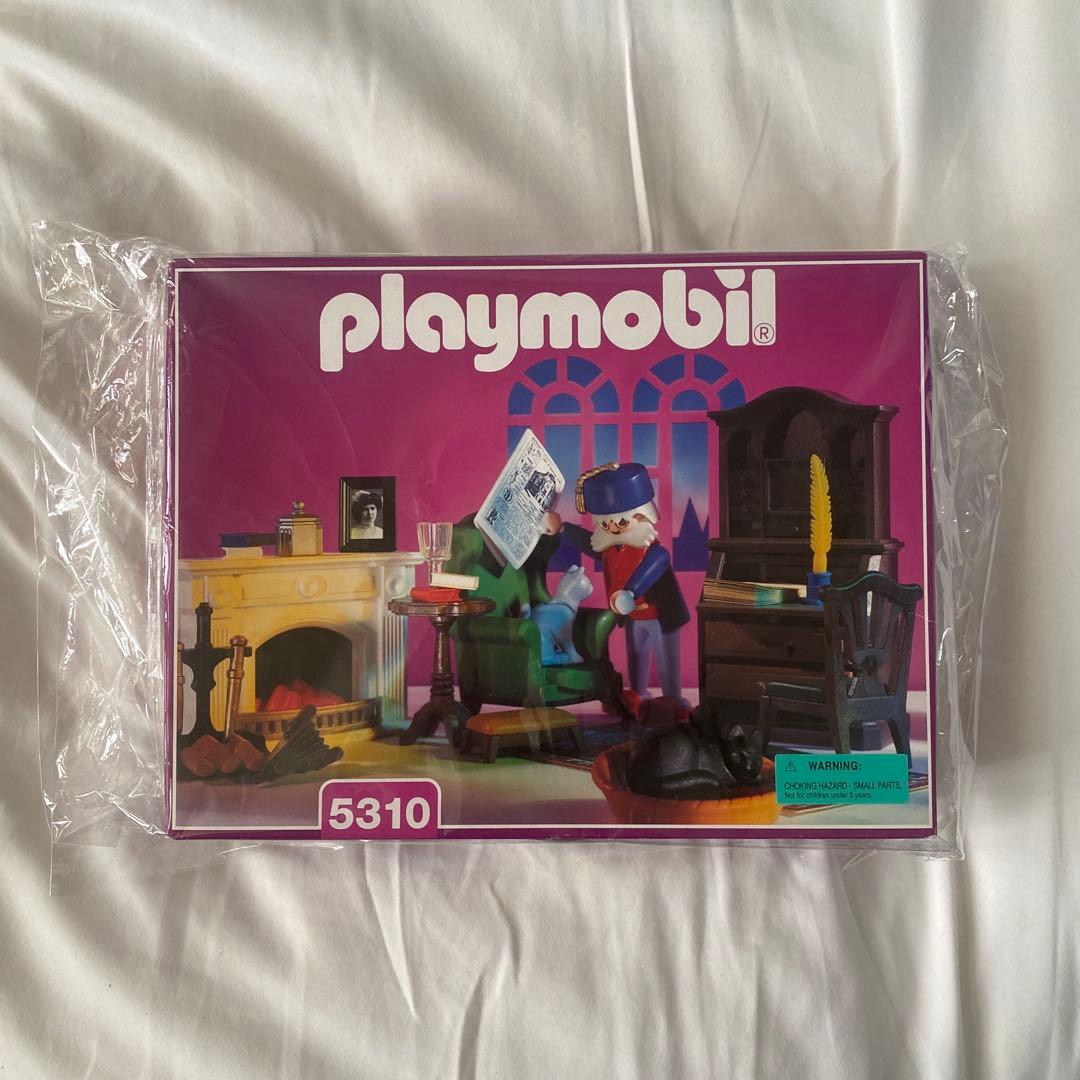 playmobil®
⚠ WARNING:
CHOKING HAZARD - SMALL PARTS.
Not for children under 3 years.
5310